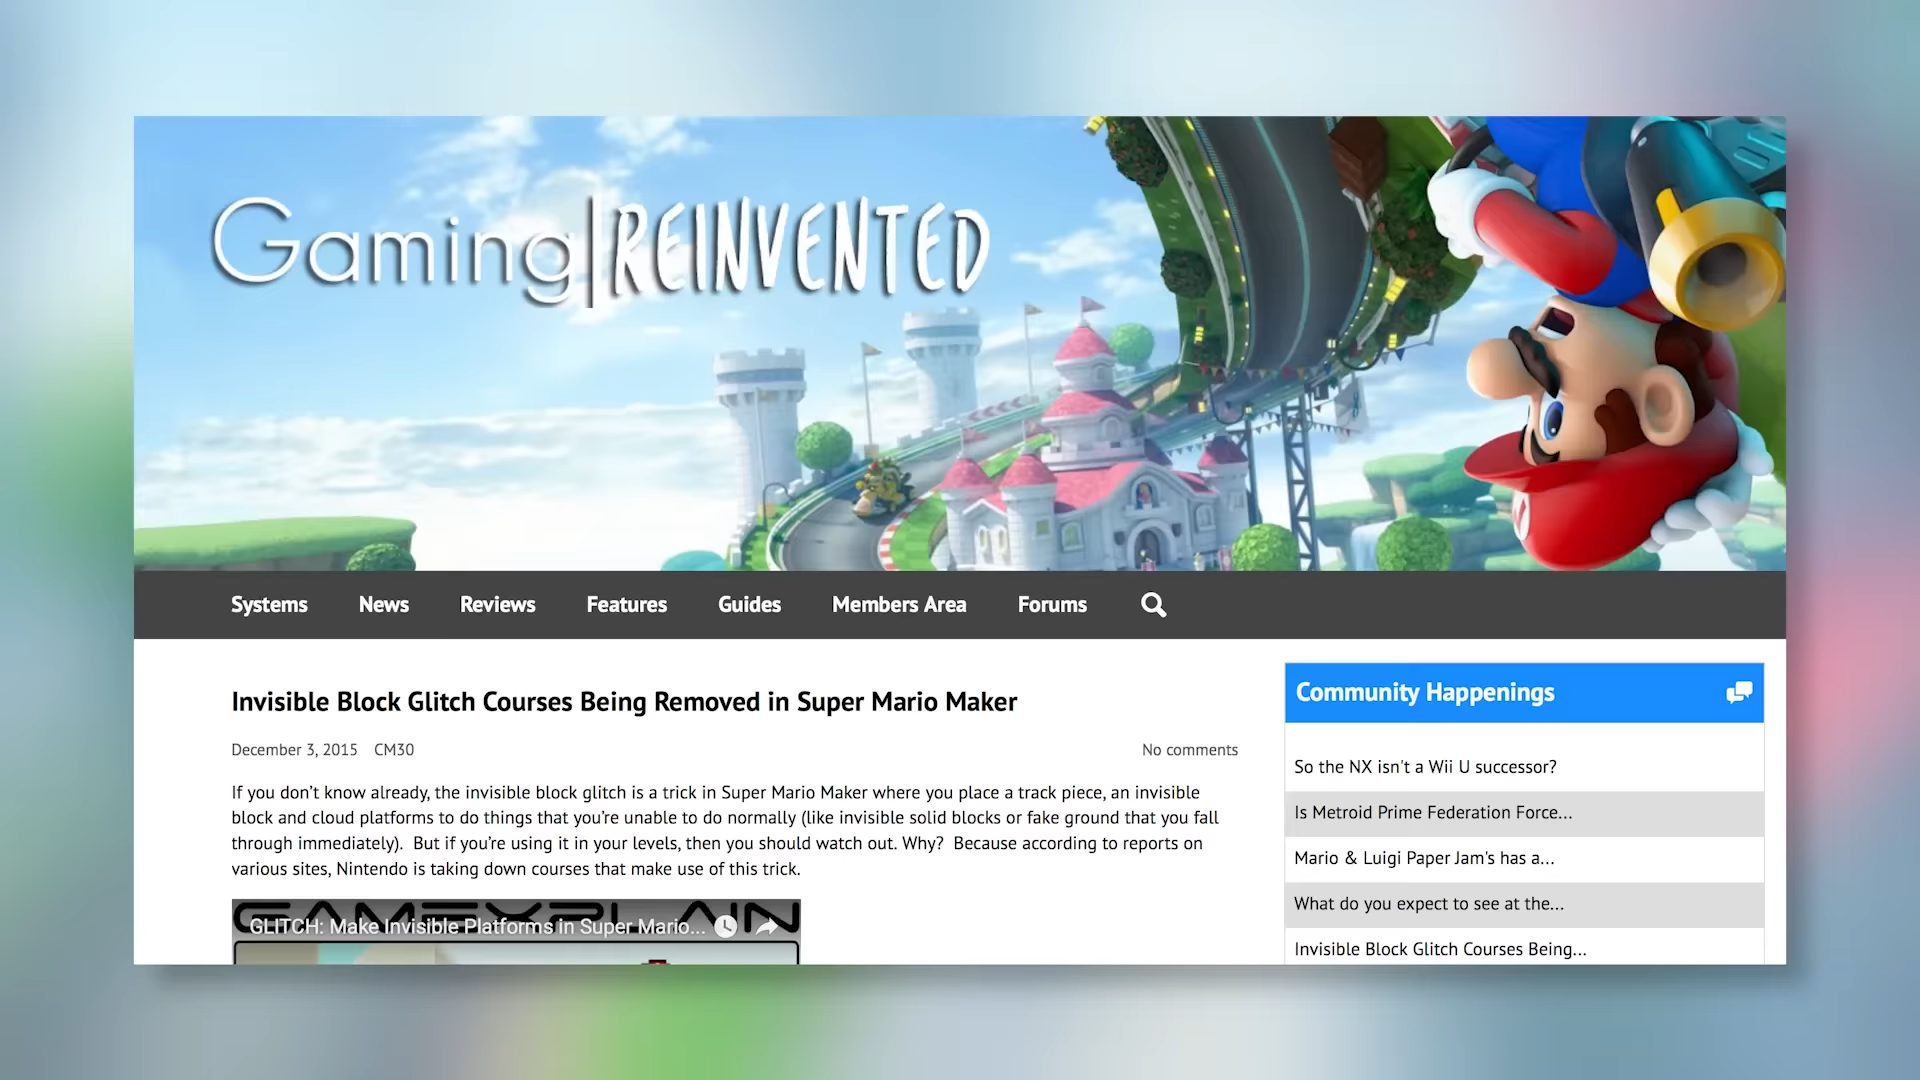 Gaming|REINVENTED
Systems News Reviews Features Guides Members Area Forums
Invisible Block Glitch Courses Being Removed in Super Mario Maker
December 3, 2015 CM30 No comments
If you don’t know already, the invisible block glitch is a trick in Super Mario Maker where you place a track piece, an invisible
block and cloud platforms to do things that you’re unable to do normally (like invisible solid blocks or fake ground that you fall
through immediately).  But if you’re using it in your levels, then you should watch out. Why?  Because according to reports on
various sites, Nintendo is taking down courses that make use of this trick.
GAMEXPLAIN
GLITCH: Make Invisible Platforms in Super Mario...
Community Happenings
So the NX isn't a Wii U successor?
Is Metroid Prime Federation Force...
Mario & Luigi Paper Jam's has a...
What do you expect to see at the...
Invisible Block Glitch Courses Being...